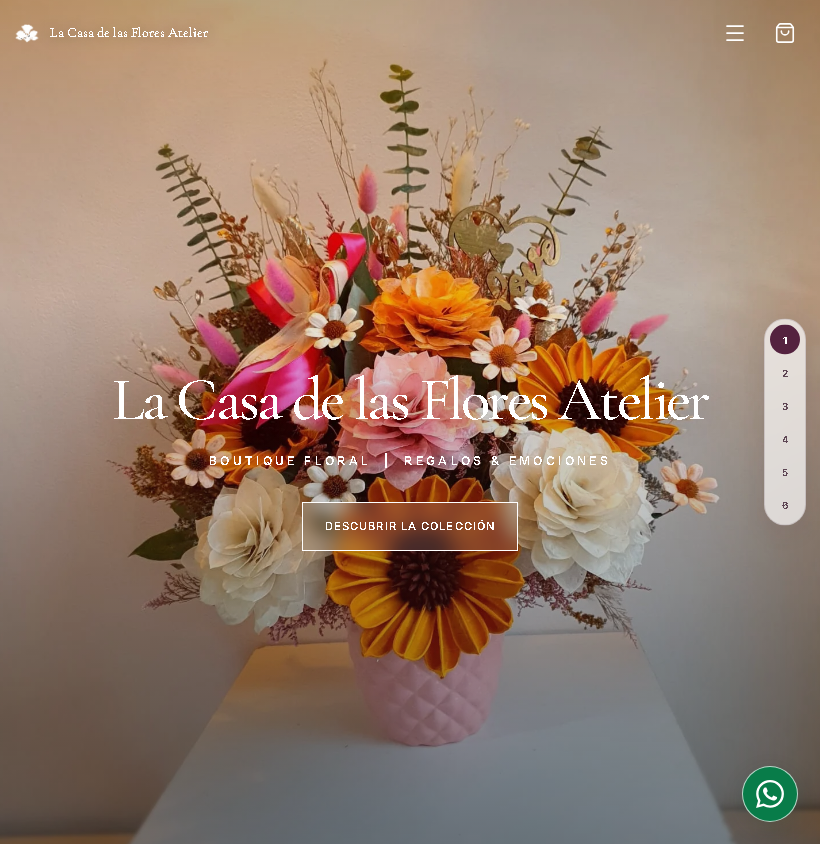 La Casa de las Flores Atelier
Love
1
2
3
4
5
6
La Casa de las Flores Atelier
BOUTIQUE FLORAL | REGALOS & EMOCIONES
DESCUBRIR LA COLECCIÓN